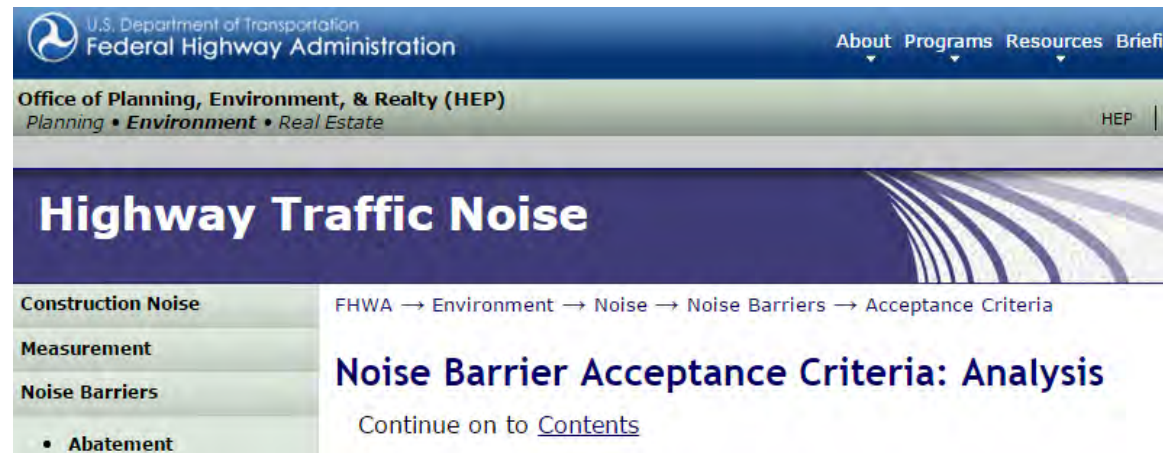 U.S. Department of Transportation
Federal Highway Administration
About Programs Resources Briefi
Office of Planning, Environment, & Realty (HEP)
Planning • Environment • Real Estate
HEP |
Highway Traffic Noise
Construction Noise
Measurement
Noise Barriers
• Abatement
FHWA → Environment → Noise → Noise Barriers → Acceptance Criteria
Noise Barrier Acceptance Criteria: Analysis
Continue on to Contents